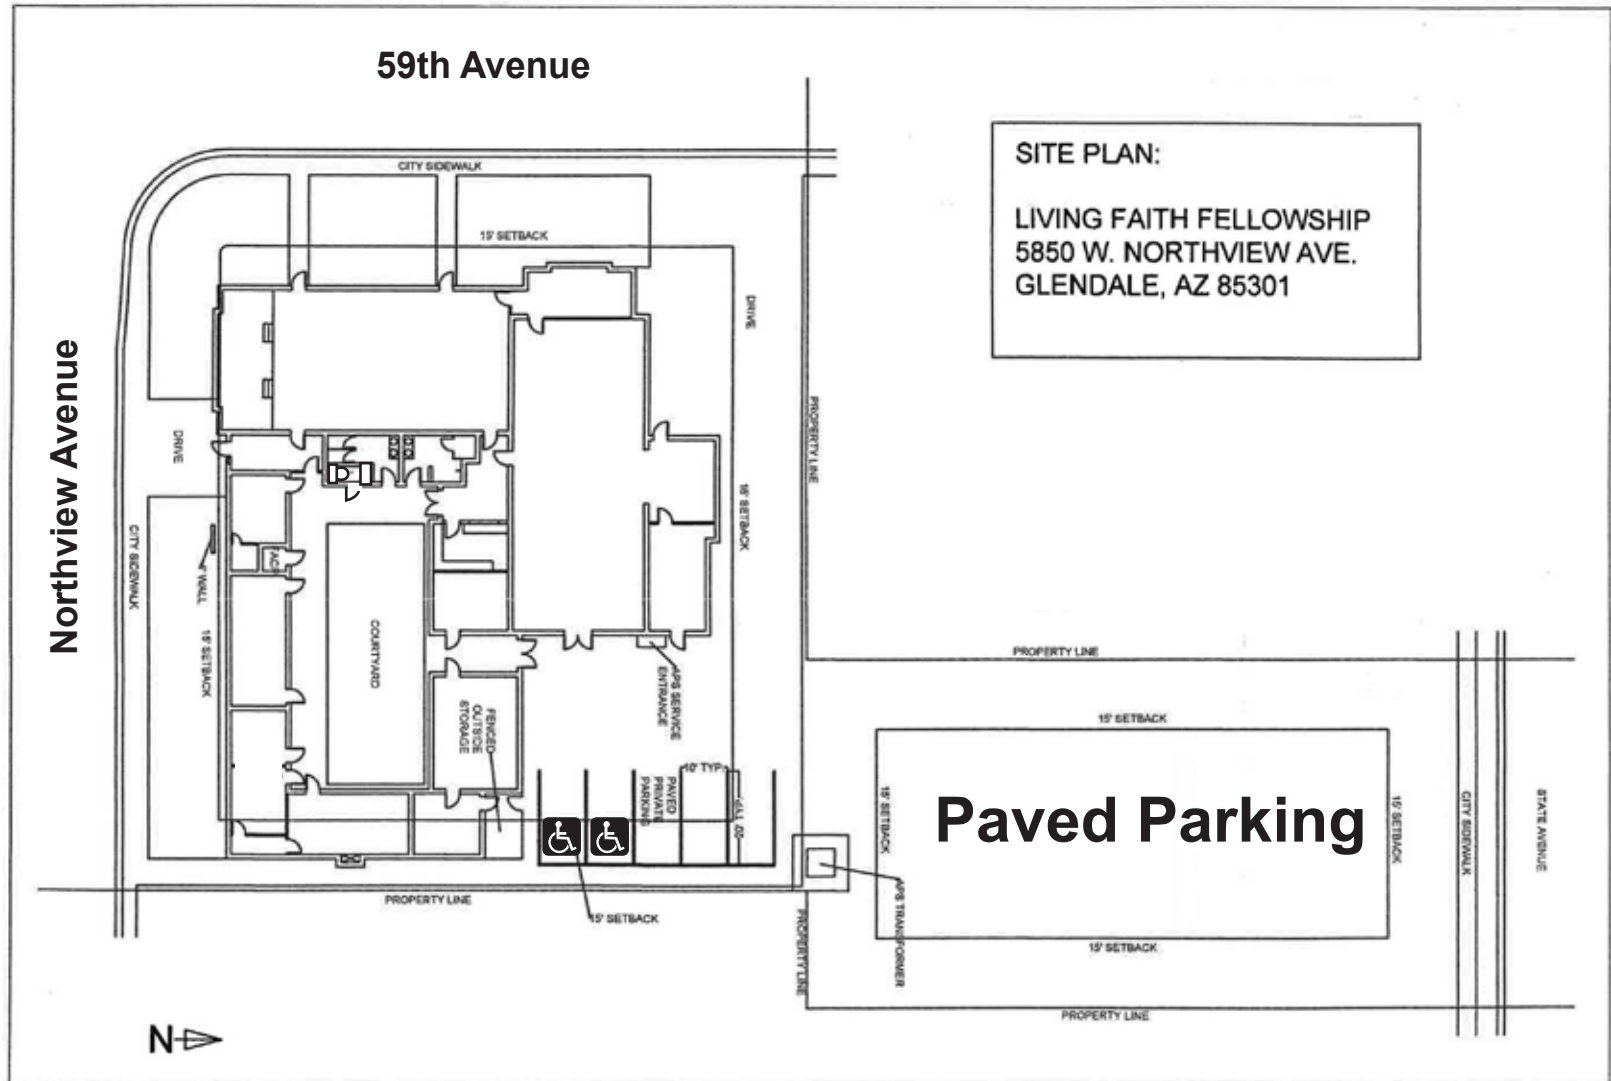 59th Avenue
CITY SIDEWALK
15' SETBACK
SITE PLAN:
LIVING FAITH FELLOWSHIP
5850 W. NORTHVIEW AVE.
GLENDALE, AZ 85301
DRIVE
Northview Avenue
DRIVE
PROPERTY LINE
15' SETBACK
CITY SIDEWALK
WALL
15' SETBACK
COURTYARD
PROPERTY LINE
APS SERVICE
ENTRANCE
FENCED
OUTSIDE
STORAGE
15' SETBACK
10' TYP.
PAVED
PRIVATE
PARKING
20' TYP.
15' SETBACK
Paved Parking
15' SETBACK
CITY SIDEWALK
STATE AVENUE
PROPERTY LINE
15' SETBACK
PROPERTY LINE
APS TRANSFORMER
15' SETBACK
PROPERTY LINE
N